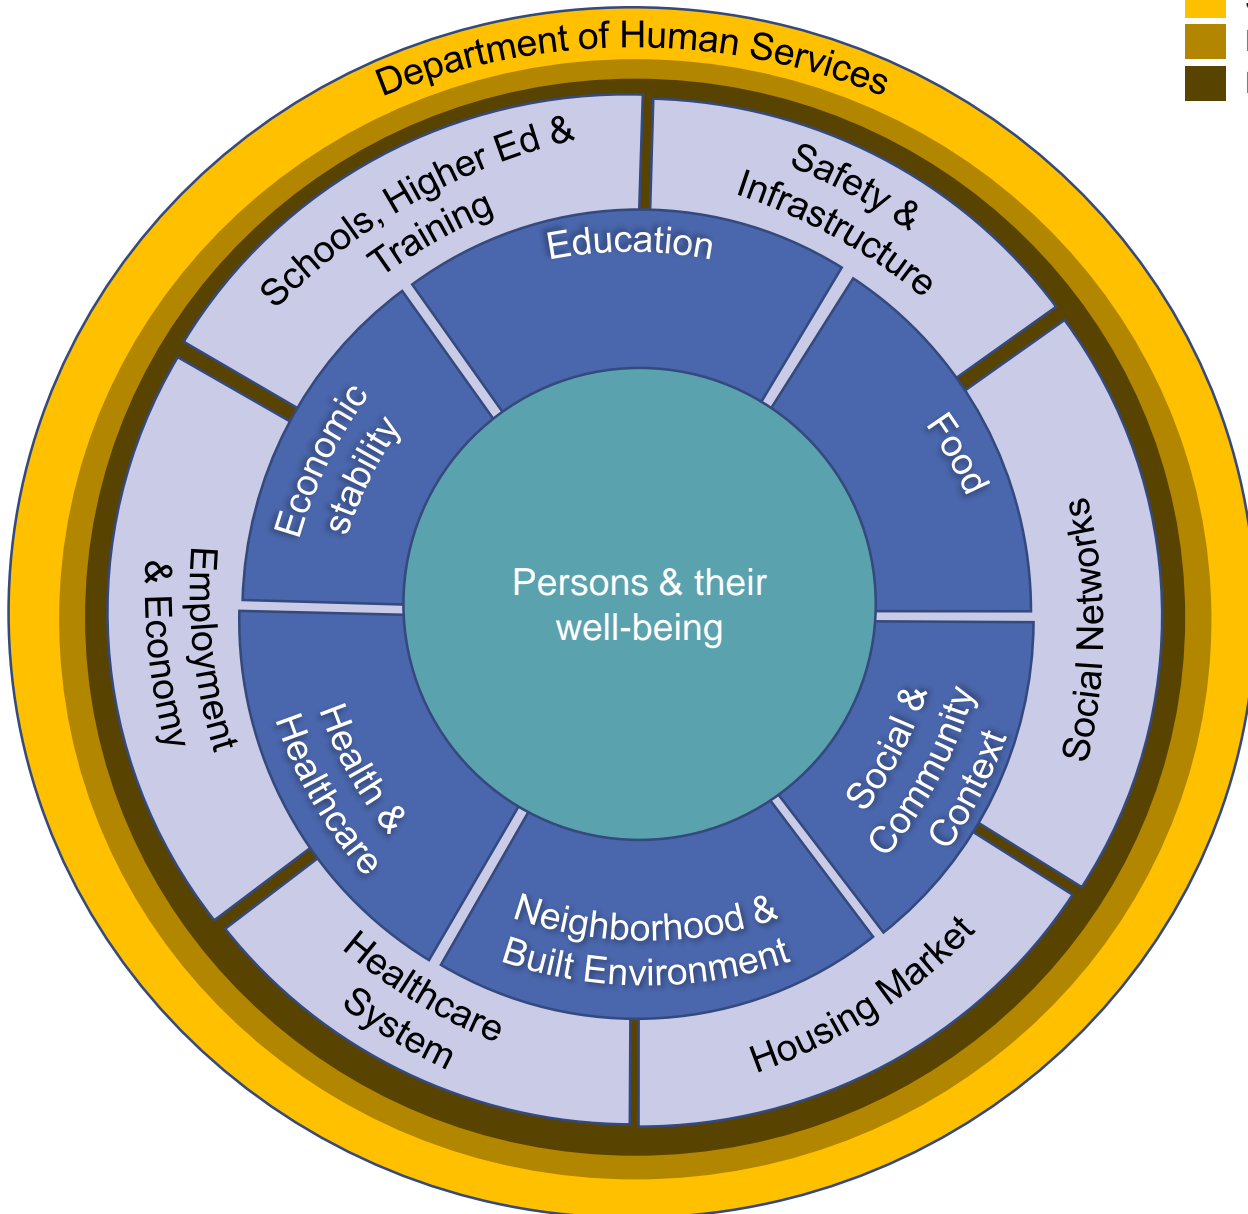 Department of Human Services
Schools, Higher Ed &
Training
Safety &
Infrastructure
Education
Economic
stability
Food
Employment
& Economy
Persons & their
well-being
Social Networks
Health &
Healthcare
Social &
Community
Context
Neighborhood &
Built Environment
Healthcare
System
Housing Market